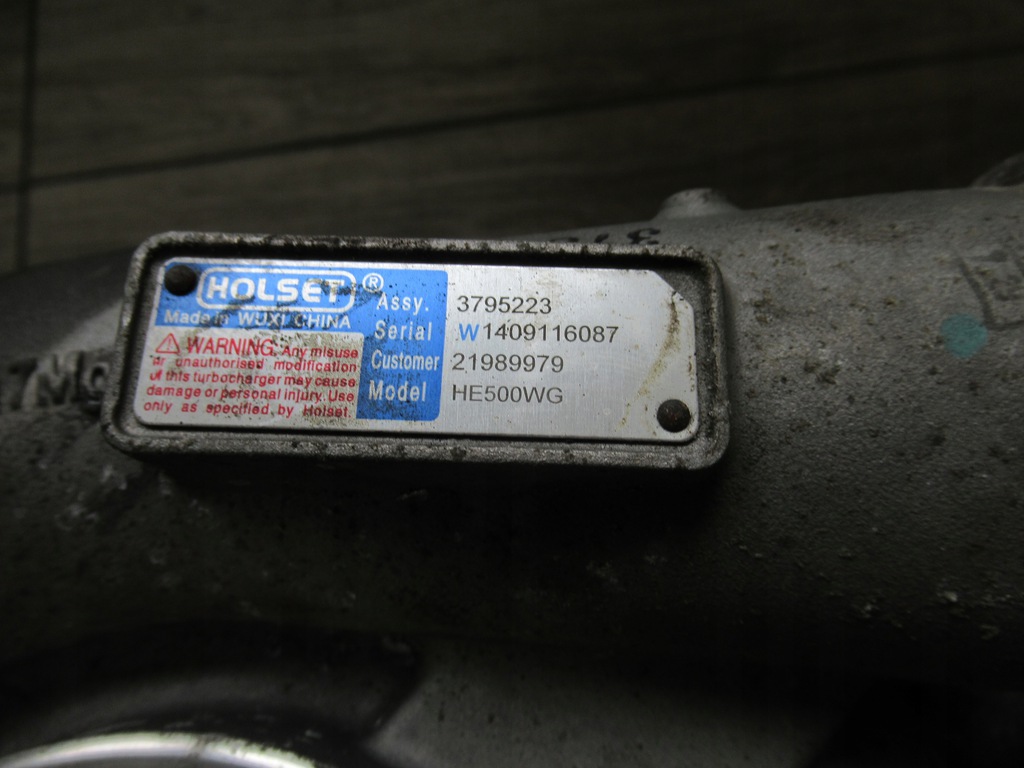 HOLSET®
Made in WUXI CHINA
⚠ WARNING. Any misuse
or unauthorised modification
of this turbocharger may cause
damage or personal injury. Use
only as specified by Holset.
Assy. 3795223
Serial W1409116087
Customer 21989979
Model HE500WG